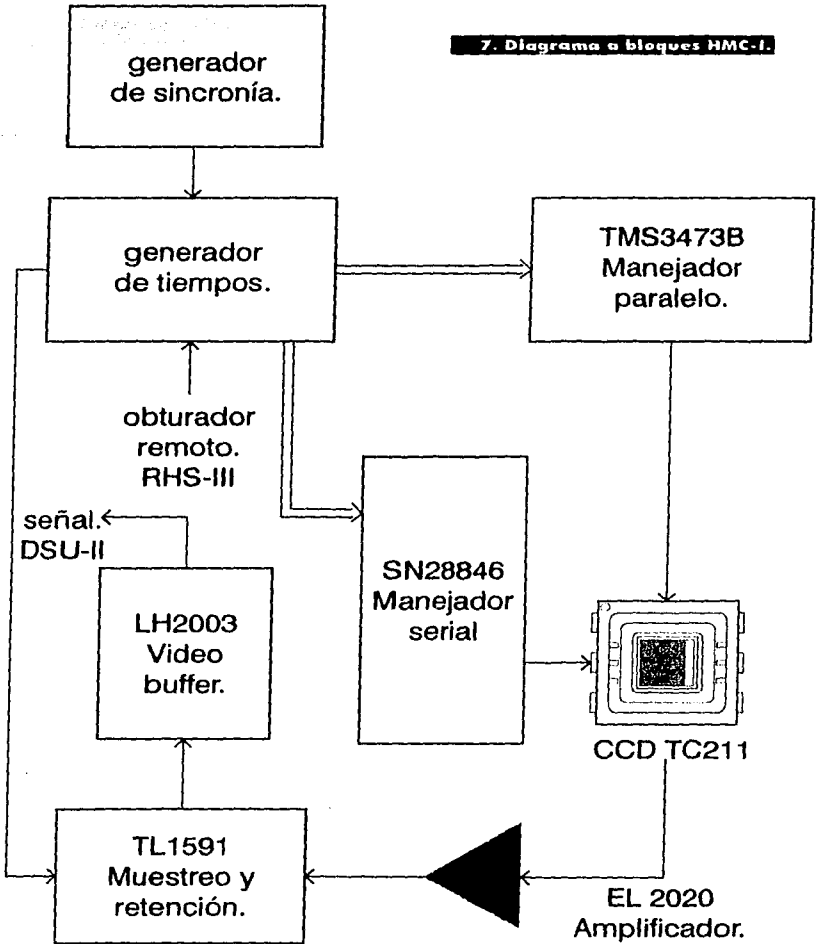 7. Diagrama a bloques HMC-I.
generador
de sincronía.
generador
de tiempos.
TMS3473B
Manejador
paralelo.
obturador
remoto.
RHS-III
señal.
DSU-II
LH2003
Video
buffer.
SN28846
Manejador
serial
CCD TC211
TL1591
Muestreo y
retención.
EL 2020
Amplificador.